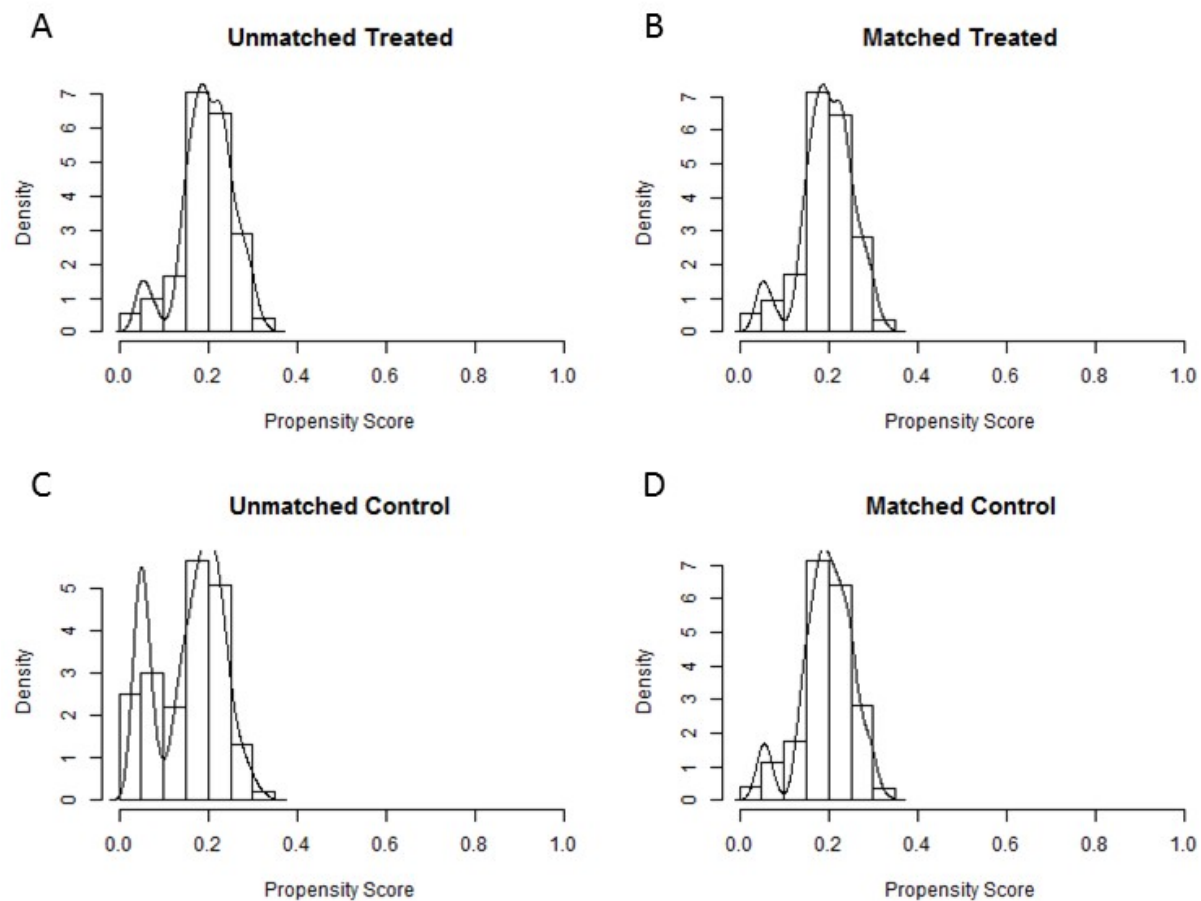 A
Unmatched Treated
Density
0 1 2 3 4 5 6 7
0.0 0.2 0.4 0.6 0.8 1.0
Propensity Score
B
Matched Treated
Density
0 1 2 3 4 5 6 7
0.0 0.2 0.4 0.6 0.8 1.0
Propensity Score
C
Unmatched Control
Density
0 1 2 3 4 5
0.0 0.2 0.4 0.6 0.8 1.0
Propensity Score
D
Matched Control
Density
0 1 2 3 4 5 6 7
0.0 0.2 0.4 0.6 0.8 1.0
Propensity Score